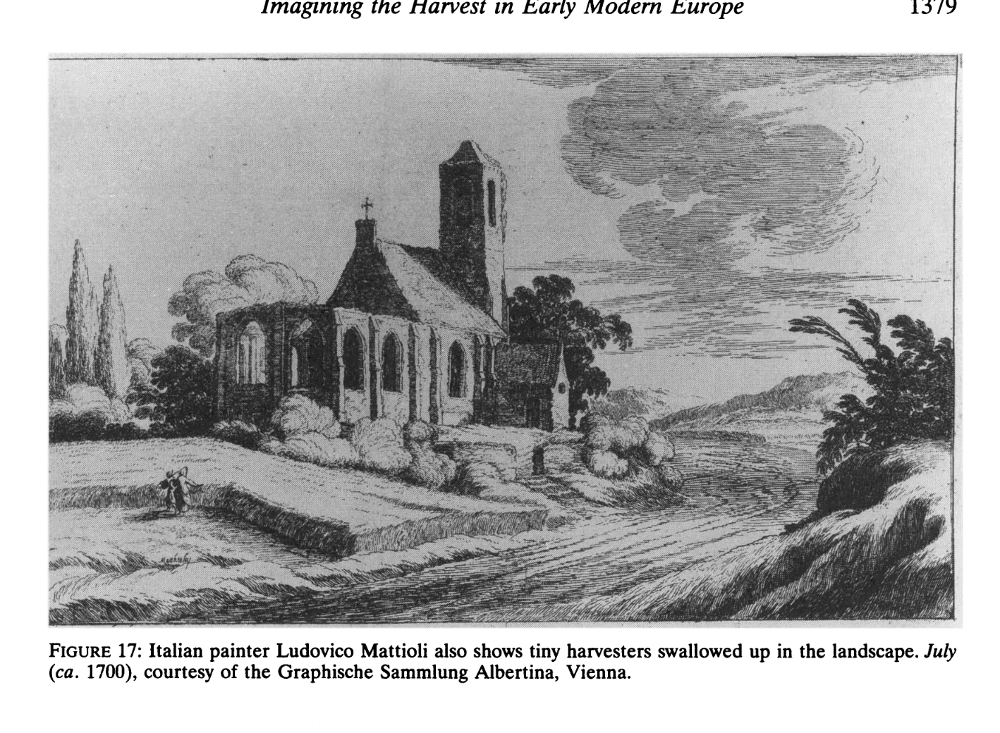 Imagining the Harvest in Early Modern Europe 1379
FIGURE 17: Italian painter Ludovico Mattioli also shows tiny harvesters swallowed up in the landscape. July
(ca. 1700), courtesy of the Graphische Sammlung Albertina, Vienna.